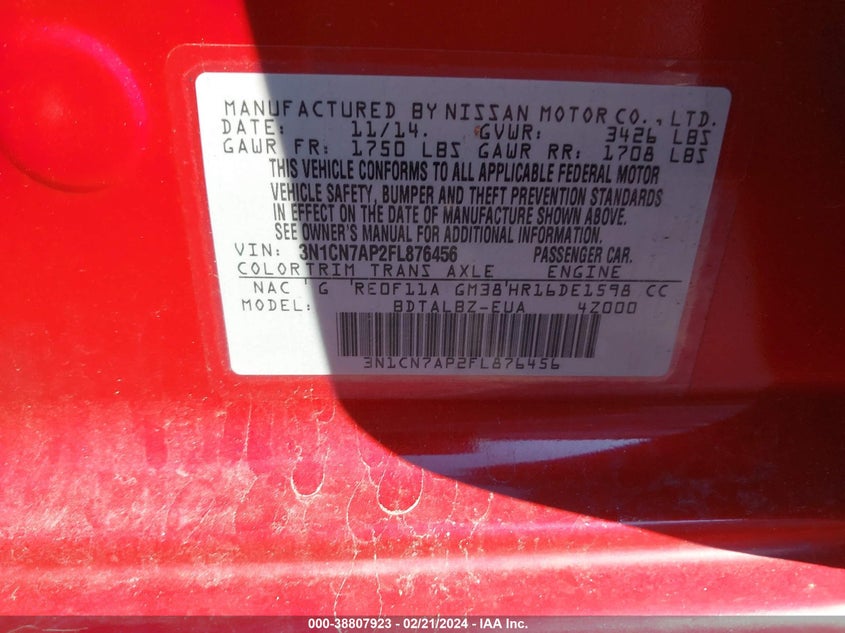 MANUFACTURED BY NISSAN MOTOR CO., LTD.
DATE: 11/14. GVWR: 3426 LBS
GAWR FR: 1750 LBS GAWR RR: 1708 LBS
THIS VEHICLE CONFORMS TO ALL APPLICABLE FEDERAL MOTOR
VEHICLE SAFETY, BUMPER AND THEFT PREVENTION STANDARDS
IN EFFECT ON THE DATE OF MANUFACTURE SHOWN ABOVE.
SEE OWNER'S MANUAL FOR ADDITIONAL INFORMATION.
VIN: 3N1CN7AP2FL876456 PASSENGER CAR.
COLOR TRIM TRANS AXLE ENGINE
NAC G 'RE0F11A GM38'HR16DE1598 CC
MODEL: BDTALBZ-EUA 4Z000
3N1CN7AP2FL876456
000-38807923 - 02/21/2024 - IAA Inc.